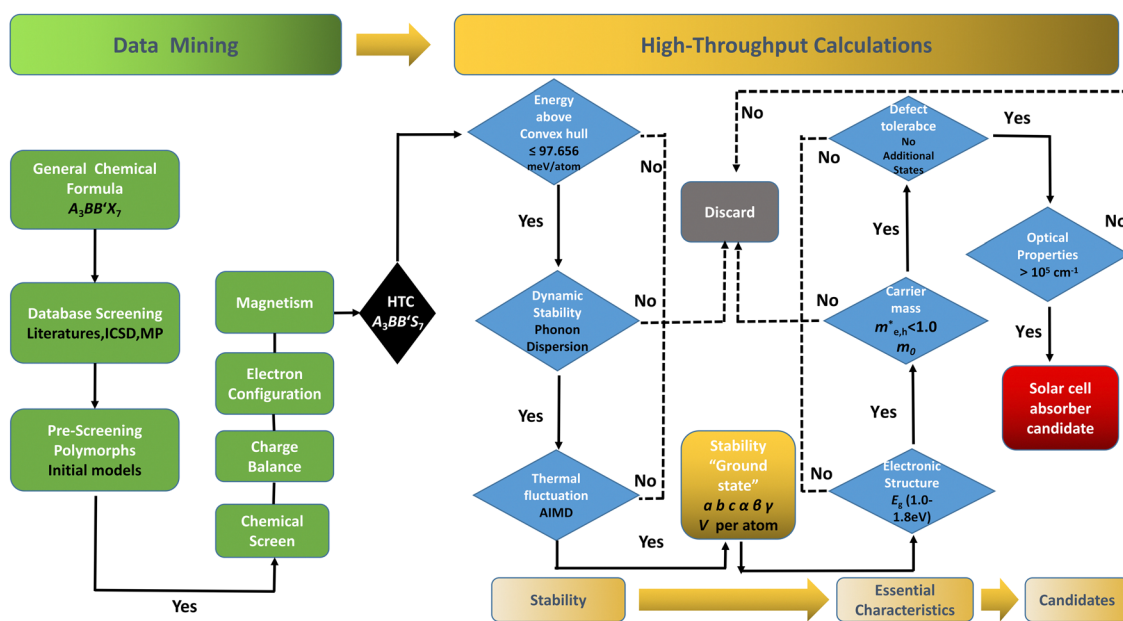 Data Mining
High-Throughput Calculations
General Chemical
Formula
A₃BB‘X₇
Database Screening
Literatures,ICSD,MP
Pre-Screening
Polymorphs
Initial models
Yes
Magnetism
Electron
Configuration
Charge
Balance
Chemical
Screen
HTC
A₃BB‘S₇
Energy
above
Convex hull
≤ 97.656
meV/atom
No
Yes
Dynamic
Stability
Phonon
Dispersion
No
Yes
Thermal
fluctuation
AIMD
No
Yes
No
Discard
Stability
“Ground
state”
a b c α β γ
V per atom
Defect
tolerabce
No
Additional
States
No
Yes
Yes
Carrier
mass
m*e,h<1.0
m₀
No
Yes
Electronic
Structure
Eg (1.0-
1.8eV)
No
Optical
Properties
> 10⁵ cm⁻¹
No
Yes
Solar cell
absorber
candidate
Stability
Essential
Characteristics
Candidates